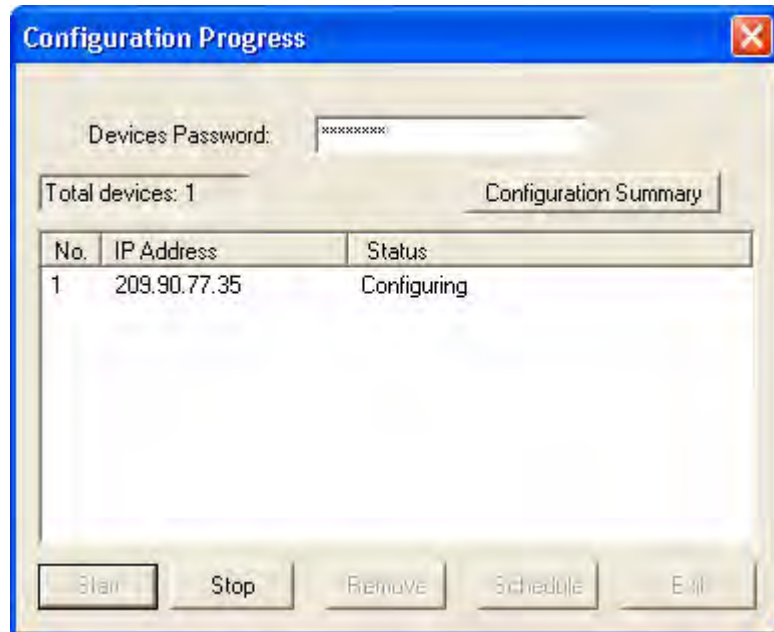 Configuration Progress
Devices Password: ********
Total devices: 1
Configuration Summary
No. IP Address Status
1 209.90.77.35 Configuring
Start Stop Remove Schedule Exit